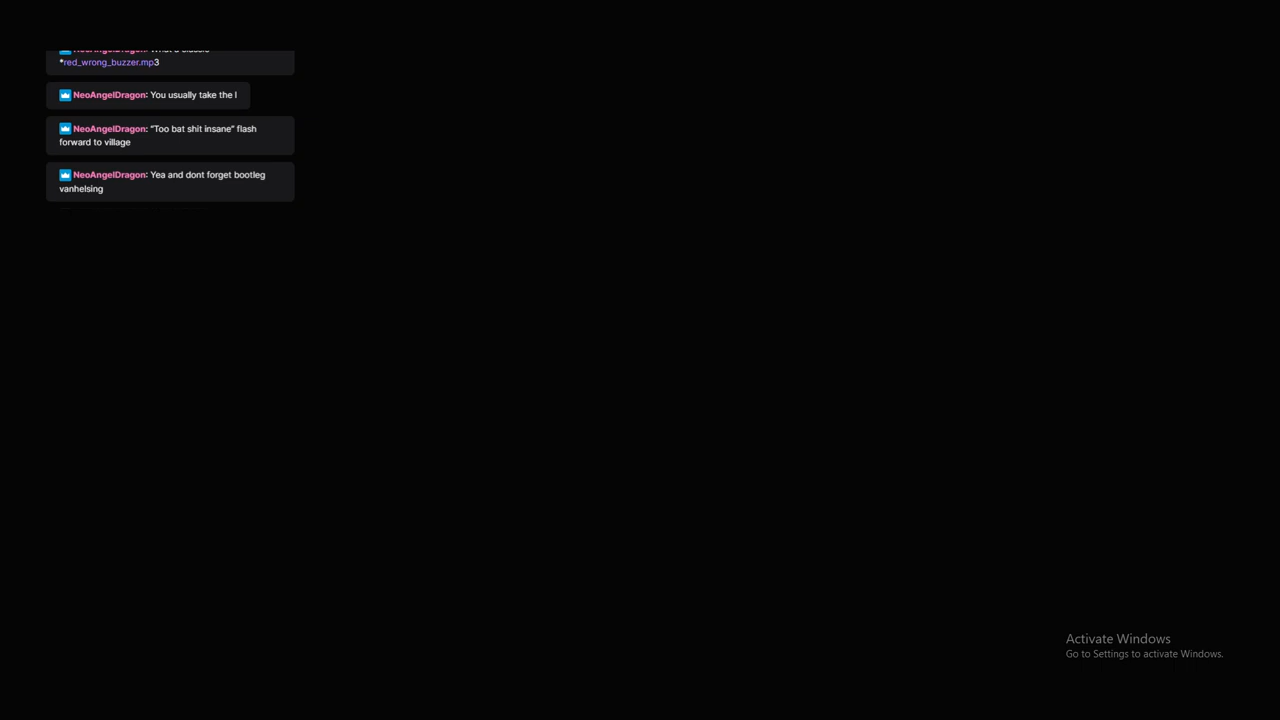 *red_wrong_buzzer.mp3
NeoAngelDragon: You usually take the l
NeoAngelDragon: "Too bat shit insane" flash
forward to village
NeoAngelDragon: Yea and dont forget bootleg
vanhelsing
Activate Windows
Go to Settings to activate Windows.